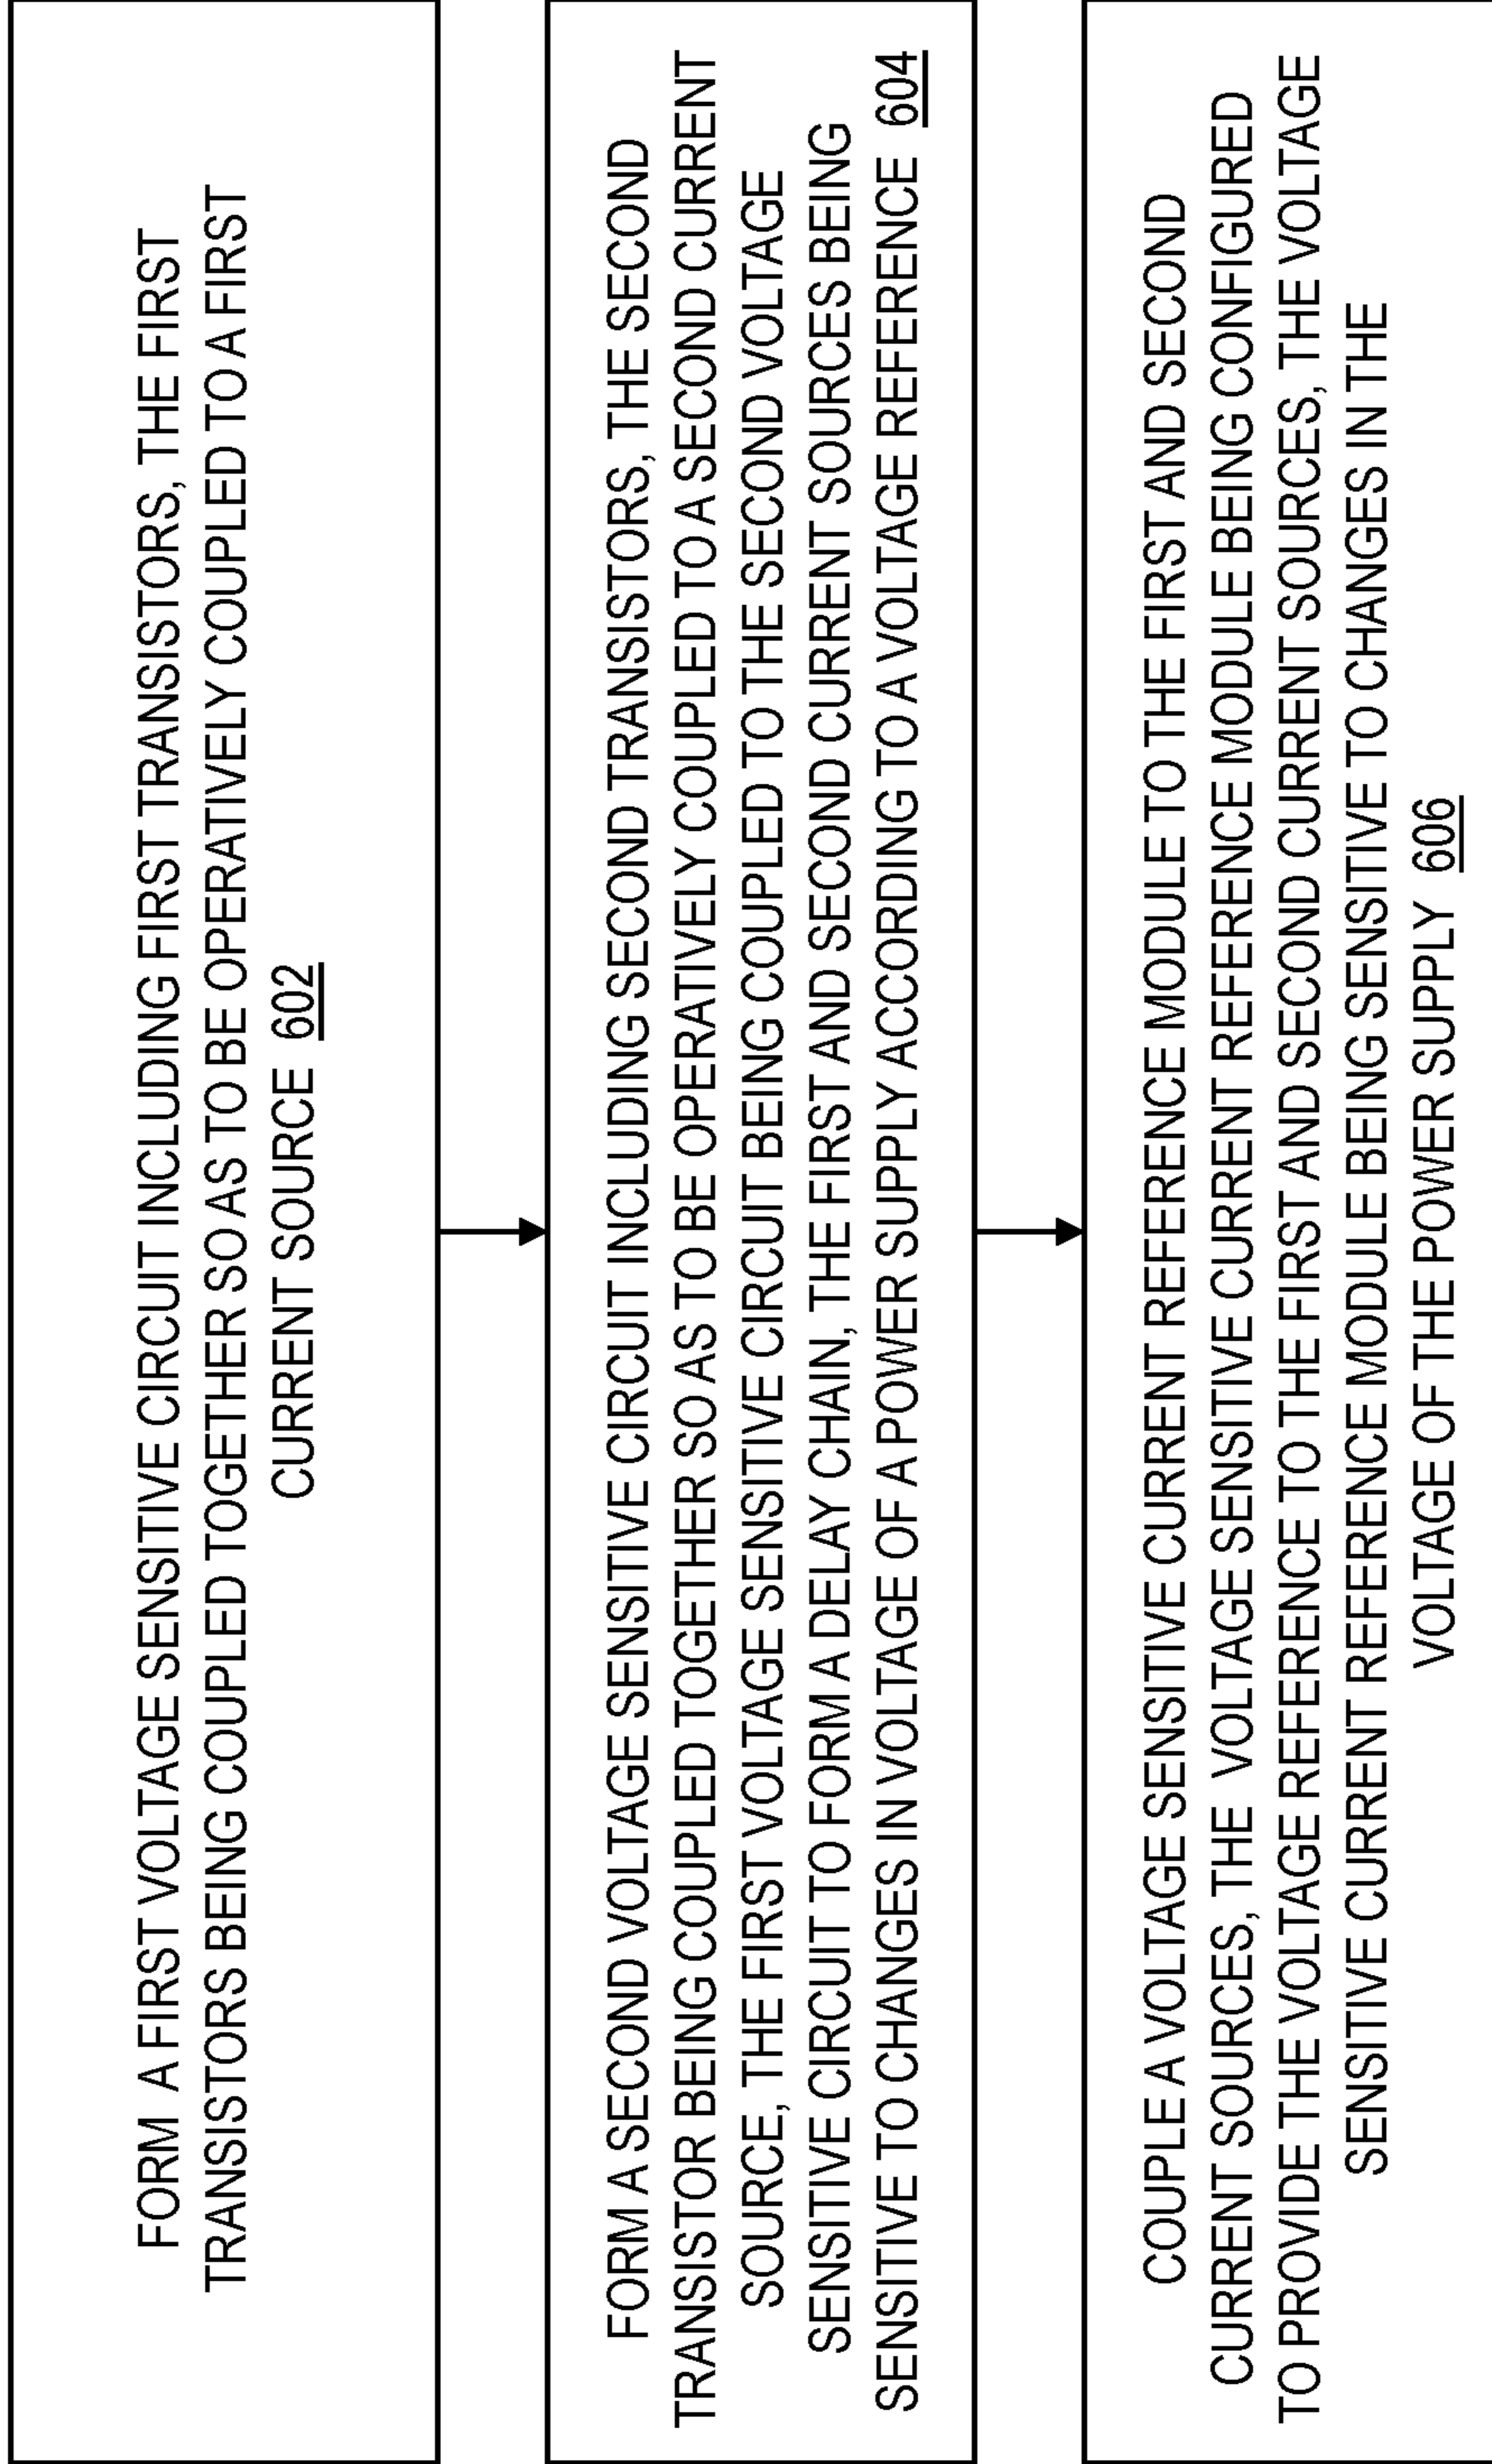 FORM A FIRST VOLTAGE SENSITIVE CIRCUIT INCLUDING FIRST TRANSISTORS, THE FIRST
TRANSISTORS BEING COUPLED TOGETHER SO AS TO BE OPERATIVELY COUPLED TO A FIRST
CURRENT SOURCE 602
FORM A SECOND VOLTAGE SENSITIVE CIRCUIT INCLUDING SECOND TRANSISTORS, THE SECOND
TRANSISTOR BEING COUPLED TOGETHER SO AS TO BE OPERATIVELY COUPLED TO A SECOND CURRENT
SOURCE, THE FIRST VOLTAGE SENSITIVE CIRCUIT BEING COUPLED TO THE SECOND VOLTAGE
SENSITIVE CIRCUIT TO FORM A DELAY CHAIN, THE FIRST AND SECOND CURRENT SOURCES BEING
SENSITIVE TO CHANGES IN VOLTAGE OF A POWER SUPPLY ACCORDING TO A VOLTAGE REFERENCE 604
COUPLE A VOLTAGE SENSITIVE CURRENT REFERENCE MODULE TO THE FIRST AND SECOND
CURRENT SOURCES, THE VOLTAGE SENSITIVE CURRENT REFERENCE MODULE BEING CONFIGURED
TO PROVIDE THE VOLTAGE REFERENCE TO THE FIRST AND SECOND CURRENT SOURCES, THE VOLTAGE
SENSITIVE CURRENT REFERENCE MODULE BEING SENSITIVE TO CHANGES IN THE
VOLTAGE OF THE POWER SUPPLY 606